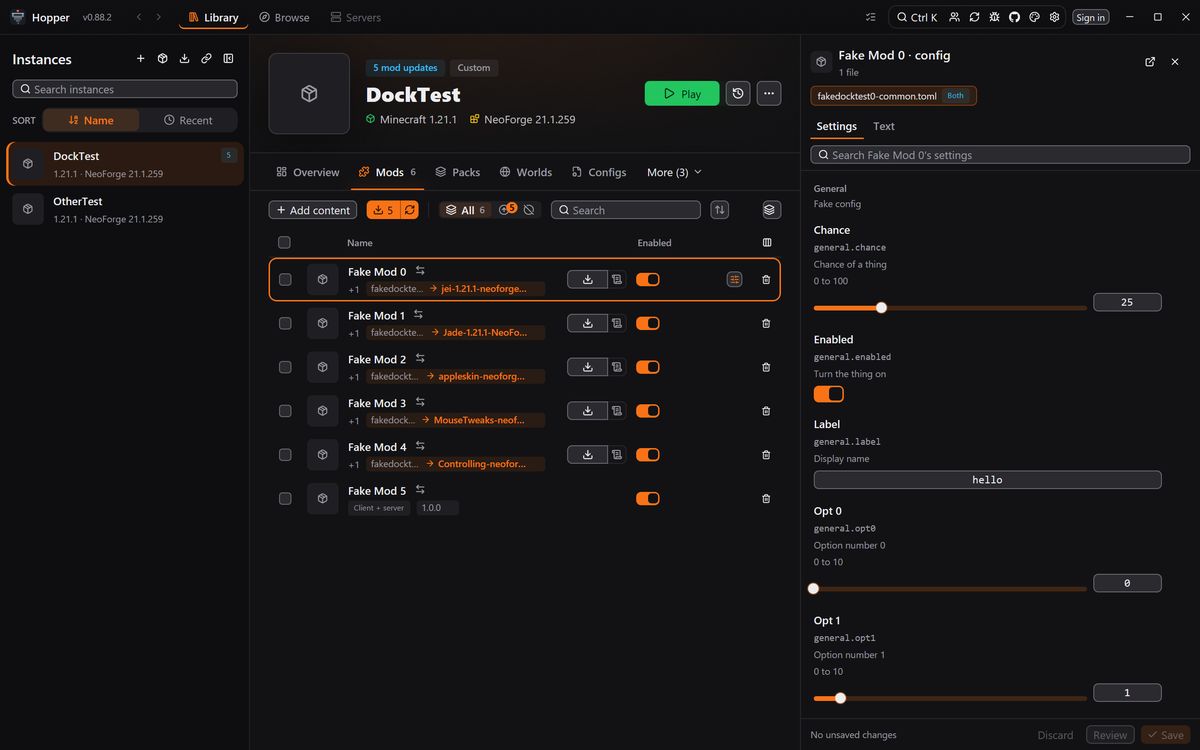 Hopper v0.88.2 Library Browse Servers Ctrl K Sign in
Instances
Search instances
SORT Name Recent
DockTest 5
1.21.1 · NeoForge 21.1.259
OtherTest
1.21.1 · NeoForge 21.1.259
5 mod updates Custom
DockTest
Minecraft 1.21.1 NeoForge 21.1.259
Play
Overview Mods 6 Packs Worlds Configs More (3)
Add content 5 All 6 5 Search
Name Enabled
Fake Mod 0
+1 fakedockte... → jei-1.21.1-neoforge...
Fake Mod 1
+1 fakedockte... → Jade-1.21.1-NeoFo...
Fake Mod 2
+1 fakedockt... → appleskin-neoforg...
Fake Mod 3
+1 fakedock... → MouseTweaks-neof...
Fake Mod 4
+1 fakedockt... → Controlling-neofor...
Fake Mod 5
Client + server 1.0.0
Fake Mod 0 · config
1 file
fakedocktest0-common.toml Both
Settings Text
Search Fake Mod 0's settings
General
Fake config
Chance
general.chance
Chance of a thing
0 to 100
25
Enabled
general.enabled
Turn the thing on
Label
general.label
Display name
hello
Opt 0
general.opt0
Option number 0
0 to 10
0
Opt 1
general.opt1
Option number 1
0 to 10
1
No unsaved changes Discard Review Save